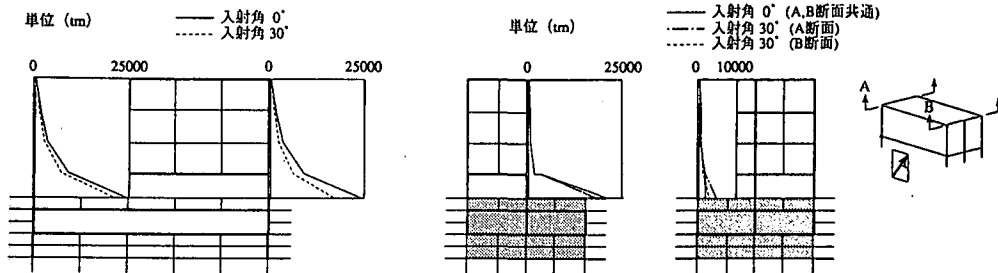 単位 (tm)
入射角 0°
入射角 30°
0 25000 0 25000
単位 (tm)
入射角 0° (A,B断面共通)
入射角 30° (A断面)
入射角 30° (B断面)
0 25000 0 10000
A
B